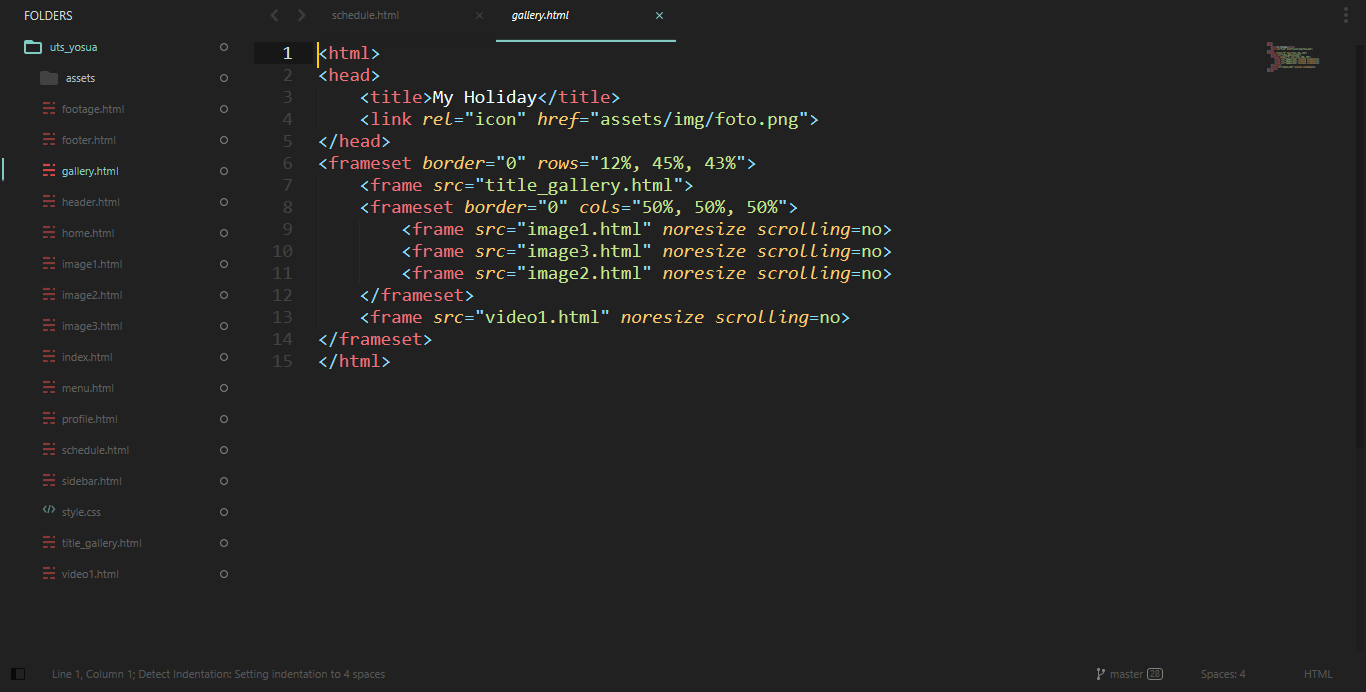 FOLDERS
uts_yosua
assets
footage.html
footer.html
gallery.html
header.html
home.html
image1.html
image2.html
image3.html
index.html
menu.html
profile.html
schedule.html
sidebar.html
style.css
title_gallery.html
video1.html
schedule.html
gallery.html
1 <html>
2 <head>
3 <title>My Holiday</title>
4 <link rel="icon" href="assets/img/foto.png">
5 </head>
6 <frameset border="0" rows="12%, 45%, 43%">
7 <frame src="title_gallery.html">
8 <frameset border="0" cols="50%, 50%, 50%">
9 <frame src="image1.html" noresize scrolling=no>
10 <frame src="image3.html" noresize scrolling=no>
11 <frame src="image2.html" noresize scrolling=no>
12 </frameset>
13 <frame src="video1.html" noresize scrolling=no>
14 </frameset>
15 </html>
Line 1, Column 1; Detect Indentation: Setting indentation to 4 spaces
master 28
Spaces: 4
HTML